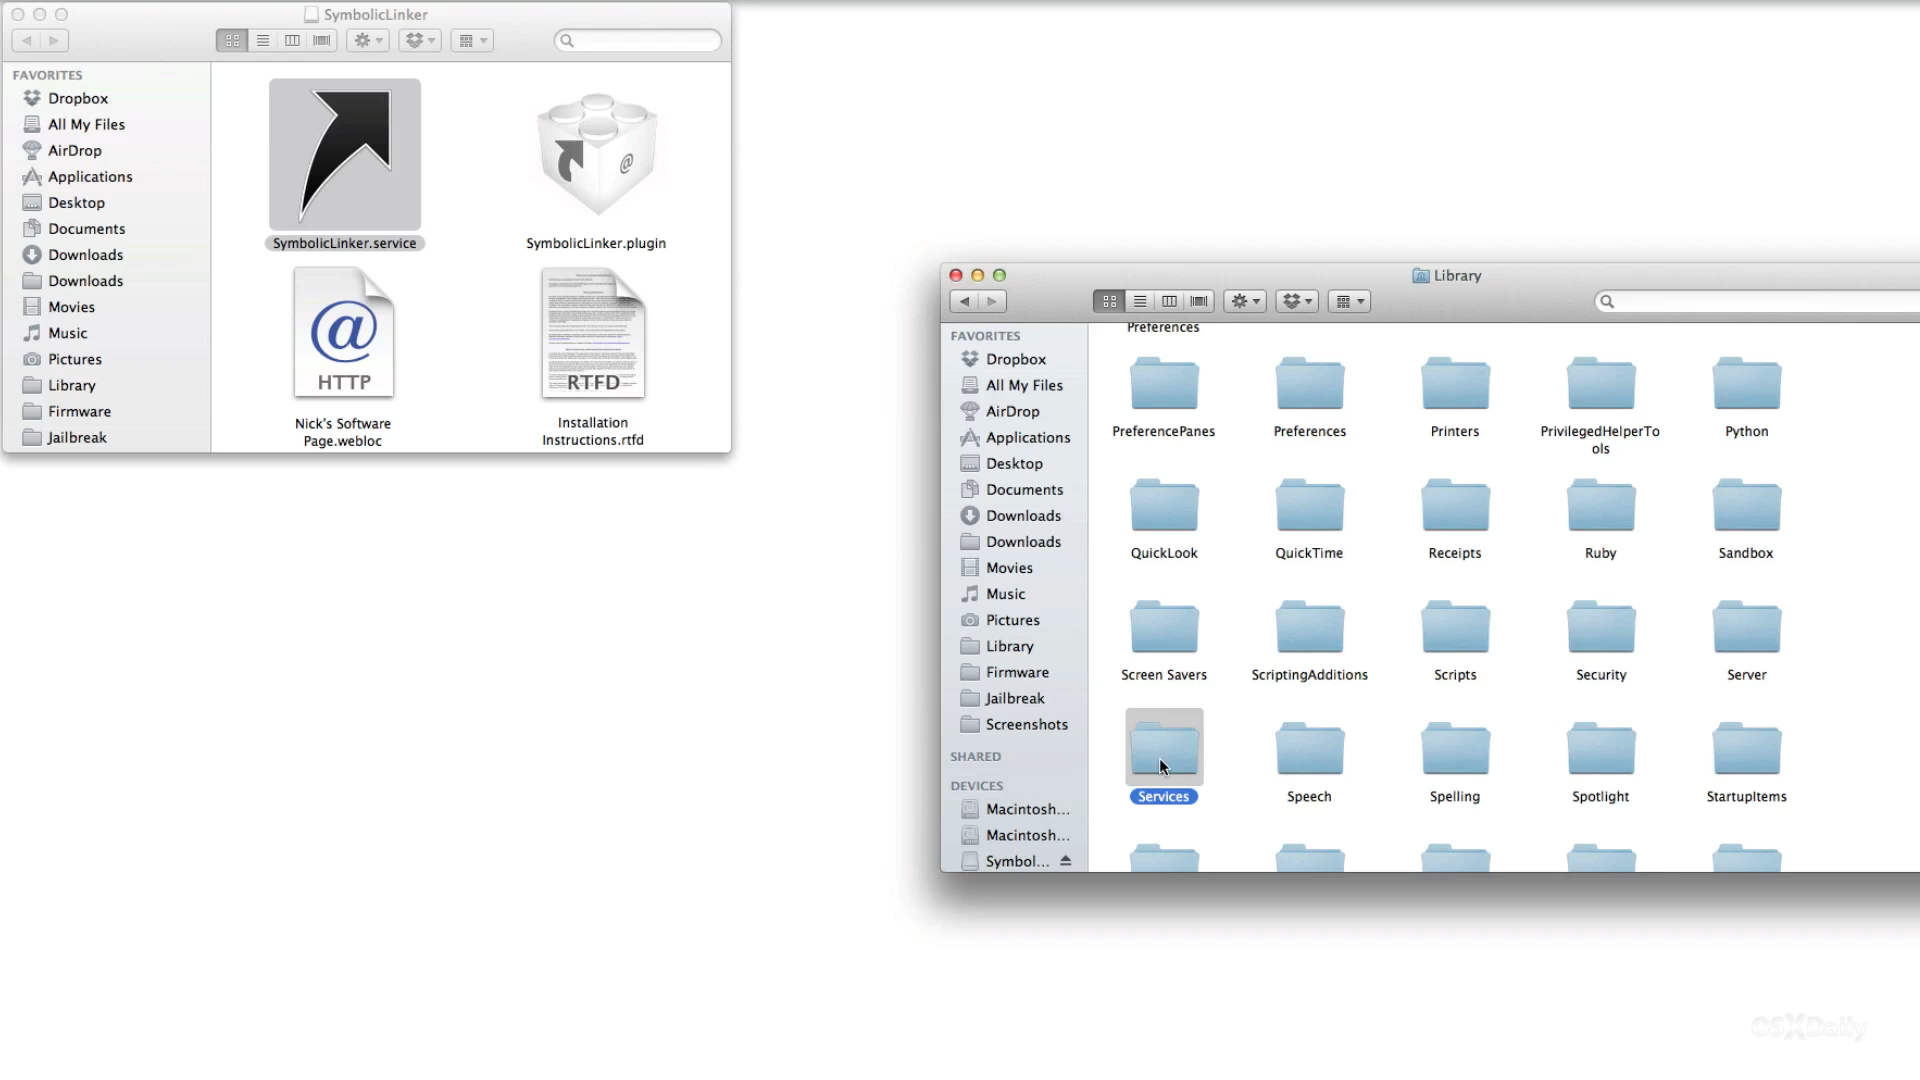 SymbolicLinker
FAVORITES
Dropbox
All My Files
AirDrop
Applications
Desktop
Documents
Downloads
Downloads
Movies
Music
Pictures
Library
Firmware
Jailbreak
SymbolicLinker.service
SymbolicLinker.plugin
@
HTTP
RTFD
Nick's Software
Page.webloc
Installation
Instructions.rtfd
Library
FAVORITES
Dropbox
All My Files
AirDrop
Applications
Desktop
Documents
Downloads
Downloads
Movies
Music
Pictures
Library
Firmware
Jailbreak
Screenshots
SHARED
DEVICES
Macintosh...
Macintosh...
Symbol...
Preferences
PreferencePanes
Preferences
Printers
PrivilegedHelperTo
ols
Python
QuickLook
QuickTime
Receipts
Ruby
Sandbox
Screen Savers
ScriptingAdditions
Scripts
Security
Server
Services
Speech
Spelling
Spotlight
StartupItems
OSXDaily